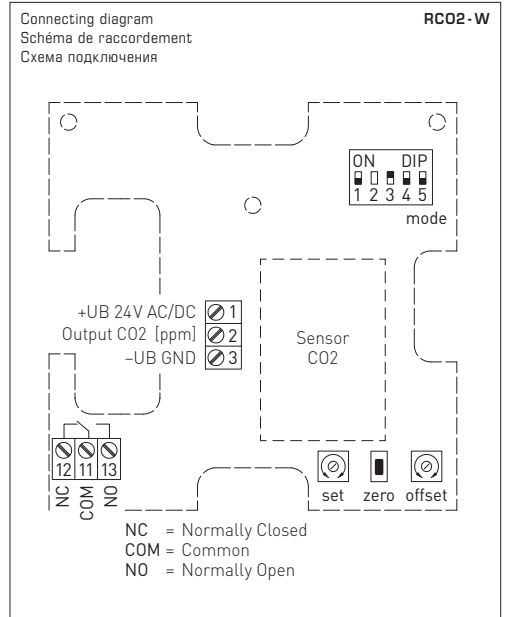 Connecting diagram RCO2-W
Schéma de raccordement
Схема подключения
ON DIP
1 2 3 4 5
mode
+UB 24V AC/DC 1
Output CO2 [ppm] 2
–UB GND 3
Sensor
CO2
12 11 13
NC COM NO
set zero offset
NC = Normally Closed
COM = Common
NO = Normally Open